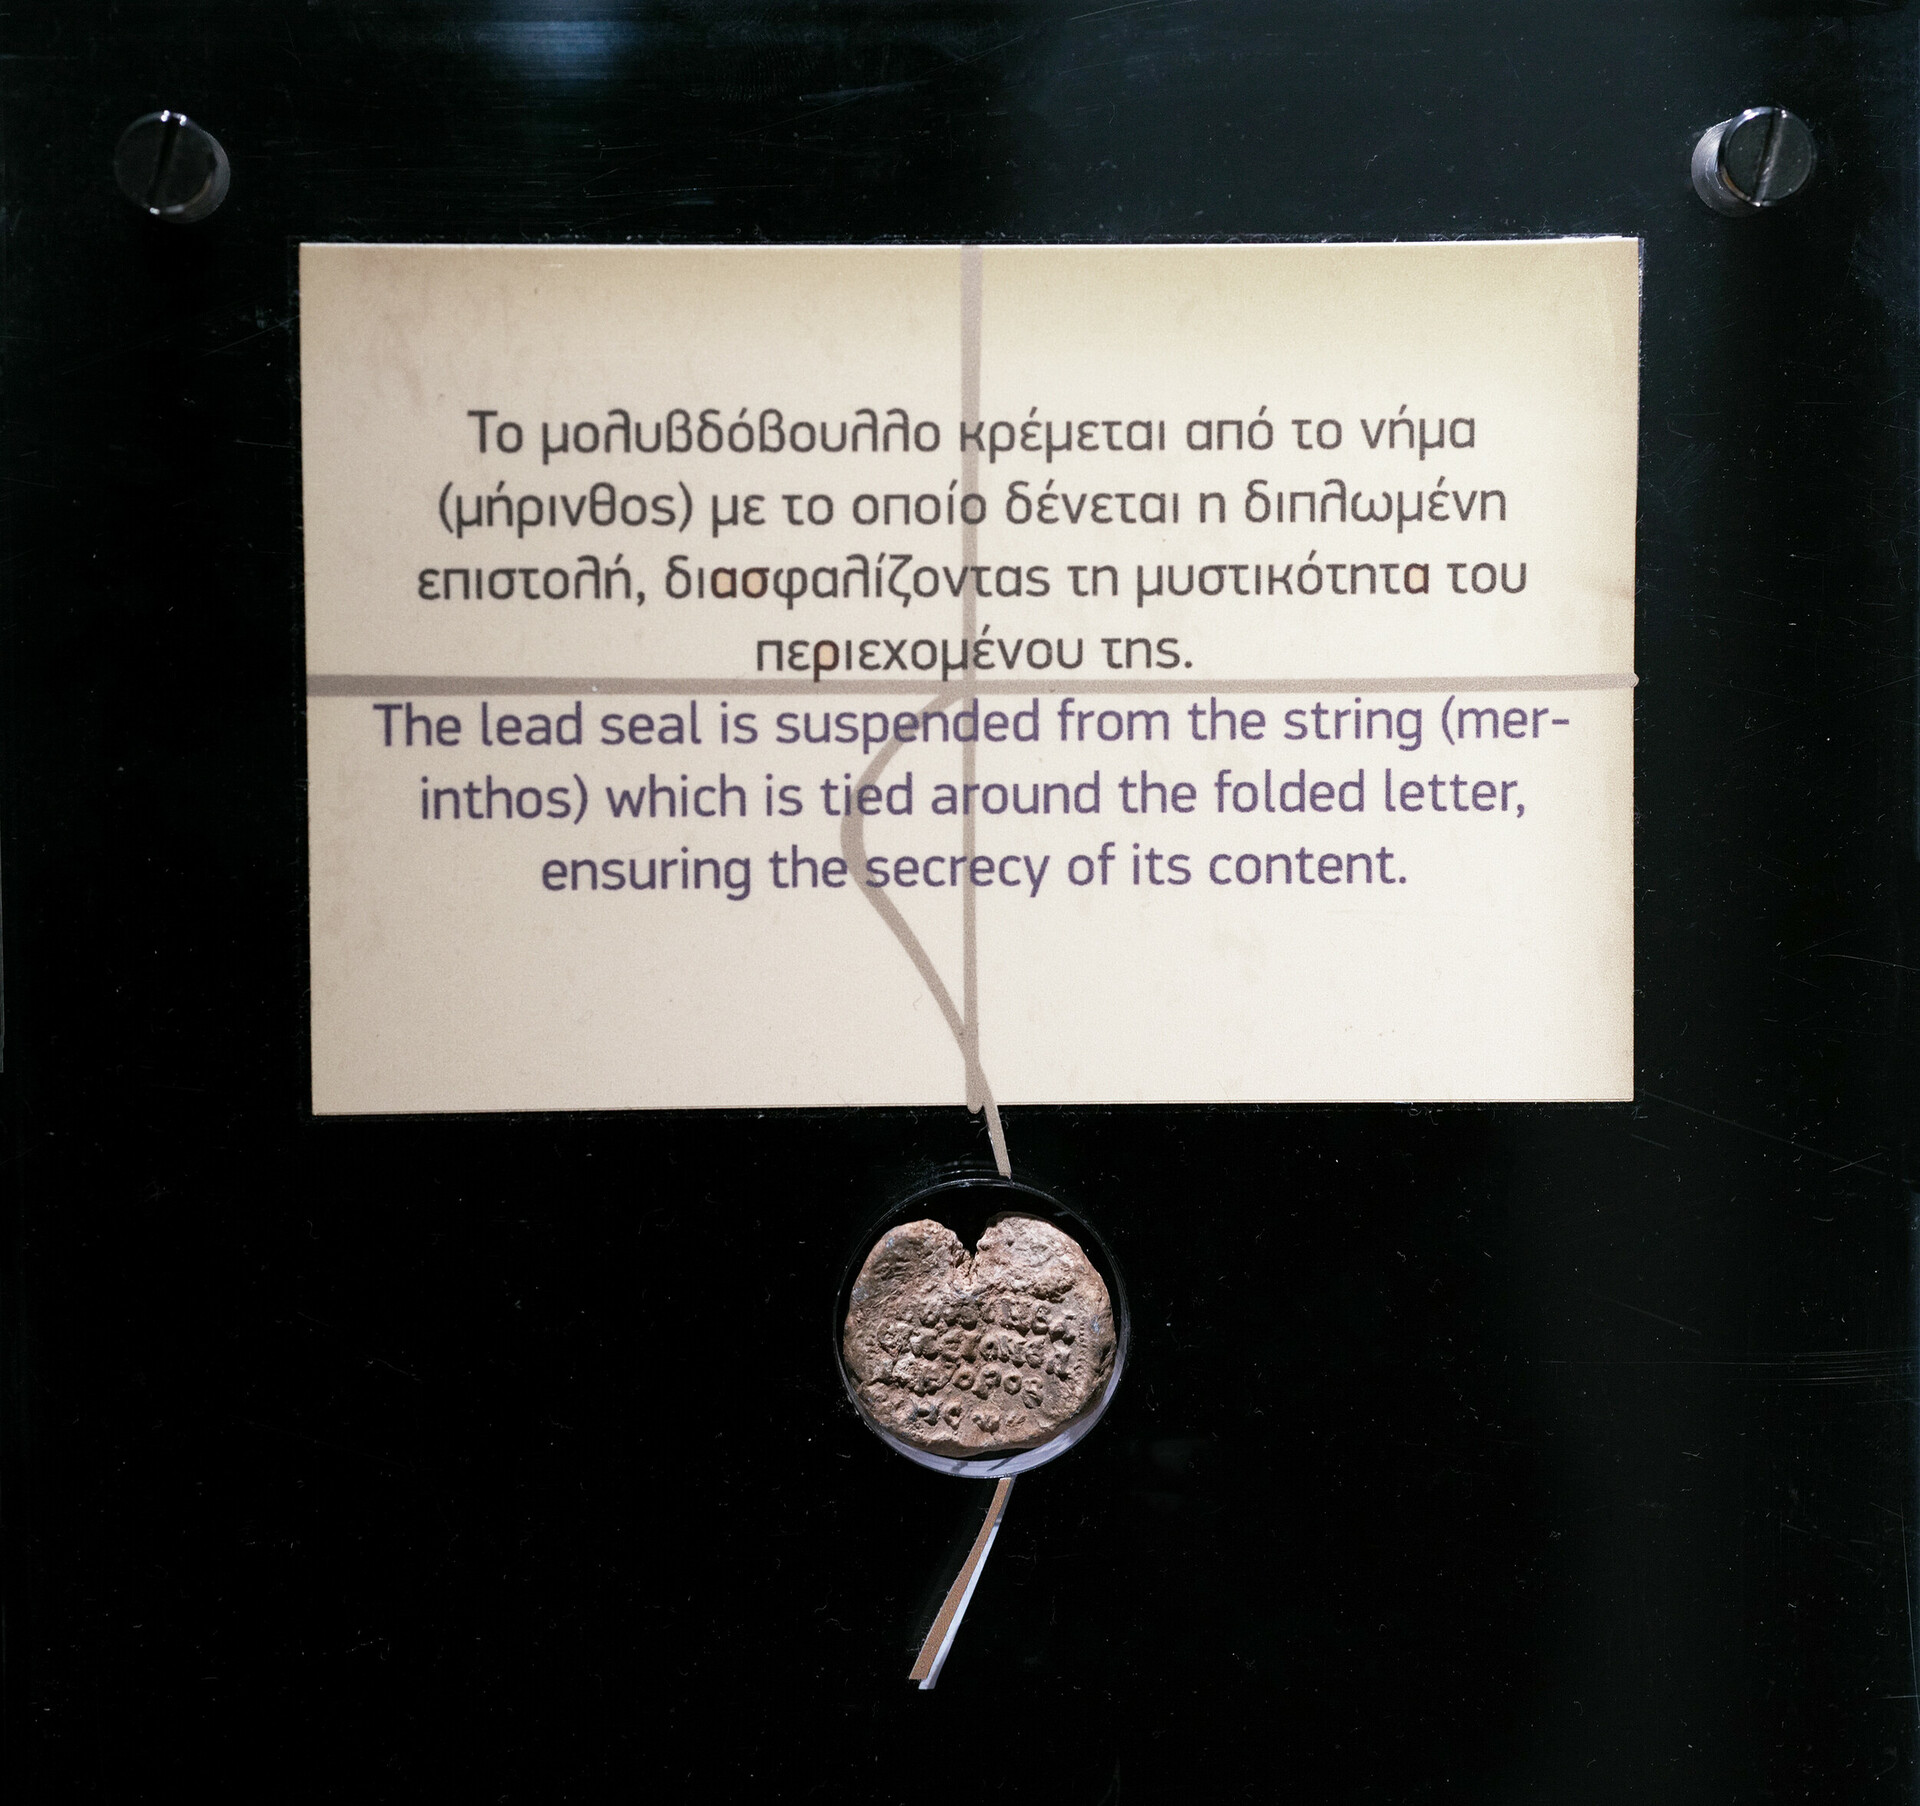 Το μολυβδόβουλλο κρέμεται από το νήμα
(μήρινθος) με το οποίο δένεται η διπλωμένη
επιστολή, διασφαλίζοντας τη μυστικότητα του
περιεχομένου της.
The lead seal is suspended from the string (mer-
inthos) which is tied around the folded letter,
ensuring the secrecy of its content.